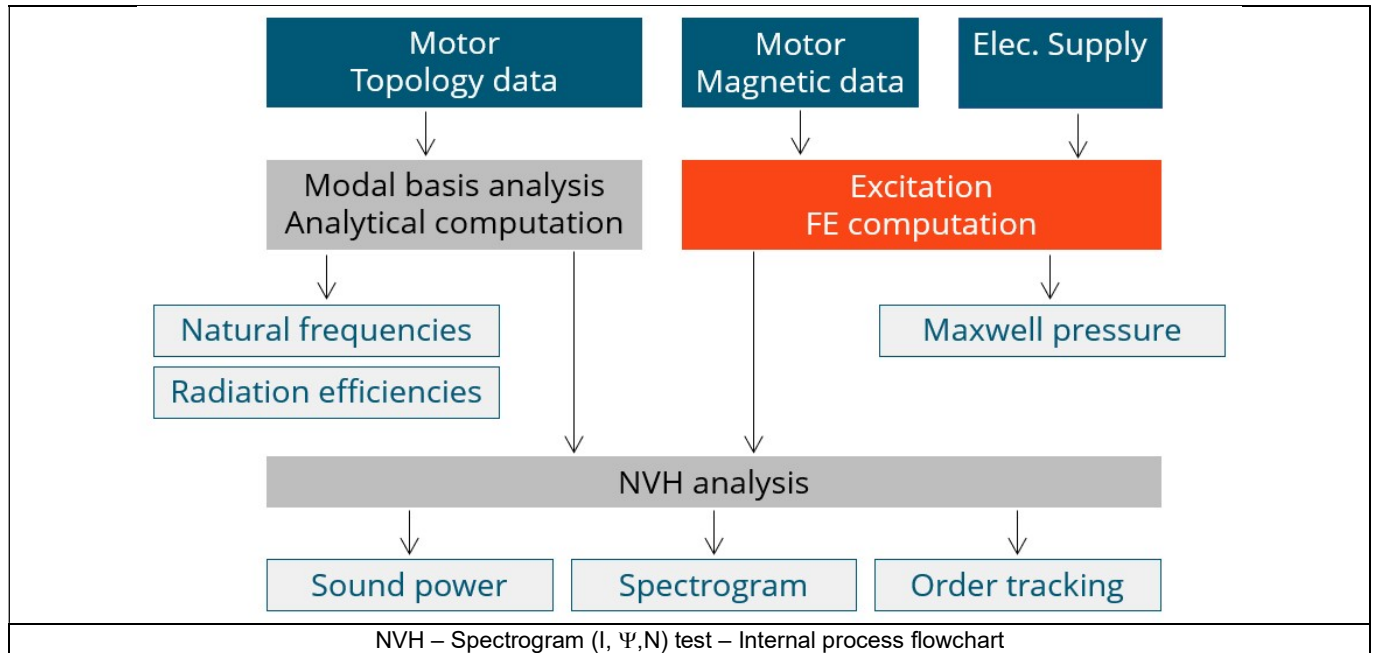 Motor
Topology data
Motor
Magnetic data
Elec. Supply
Modal basis analysis
Analytical computation
Excitation
FE computation
Natural frequencies
Radiation efficiencies
Maxwell pressure
NVH analysis
Sound power
Spectrogram
Order tracking
NVH – Spectrogram (I, Ψ,N) test – Internal process flowchart